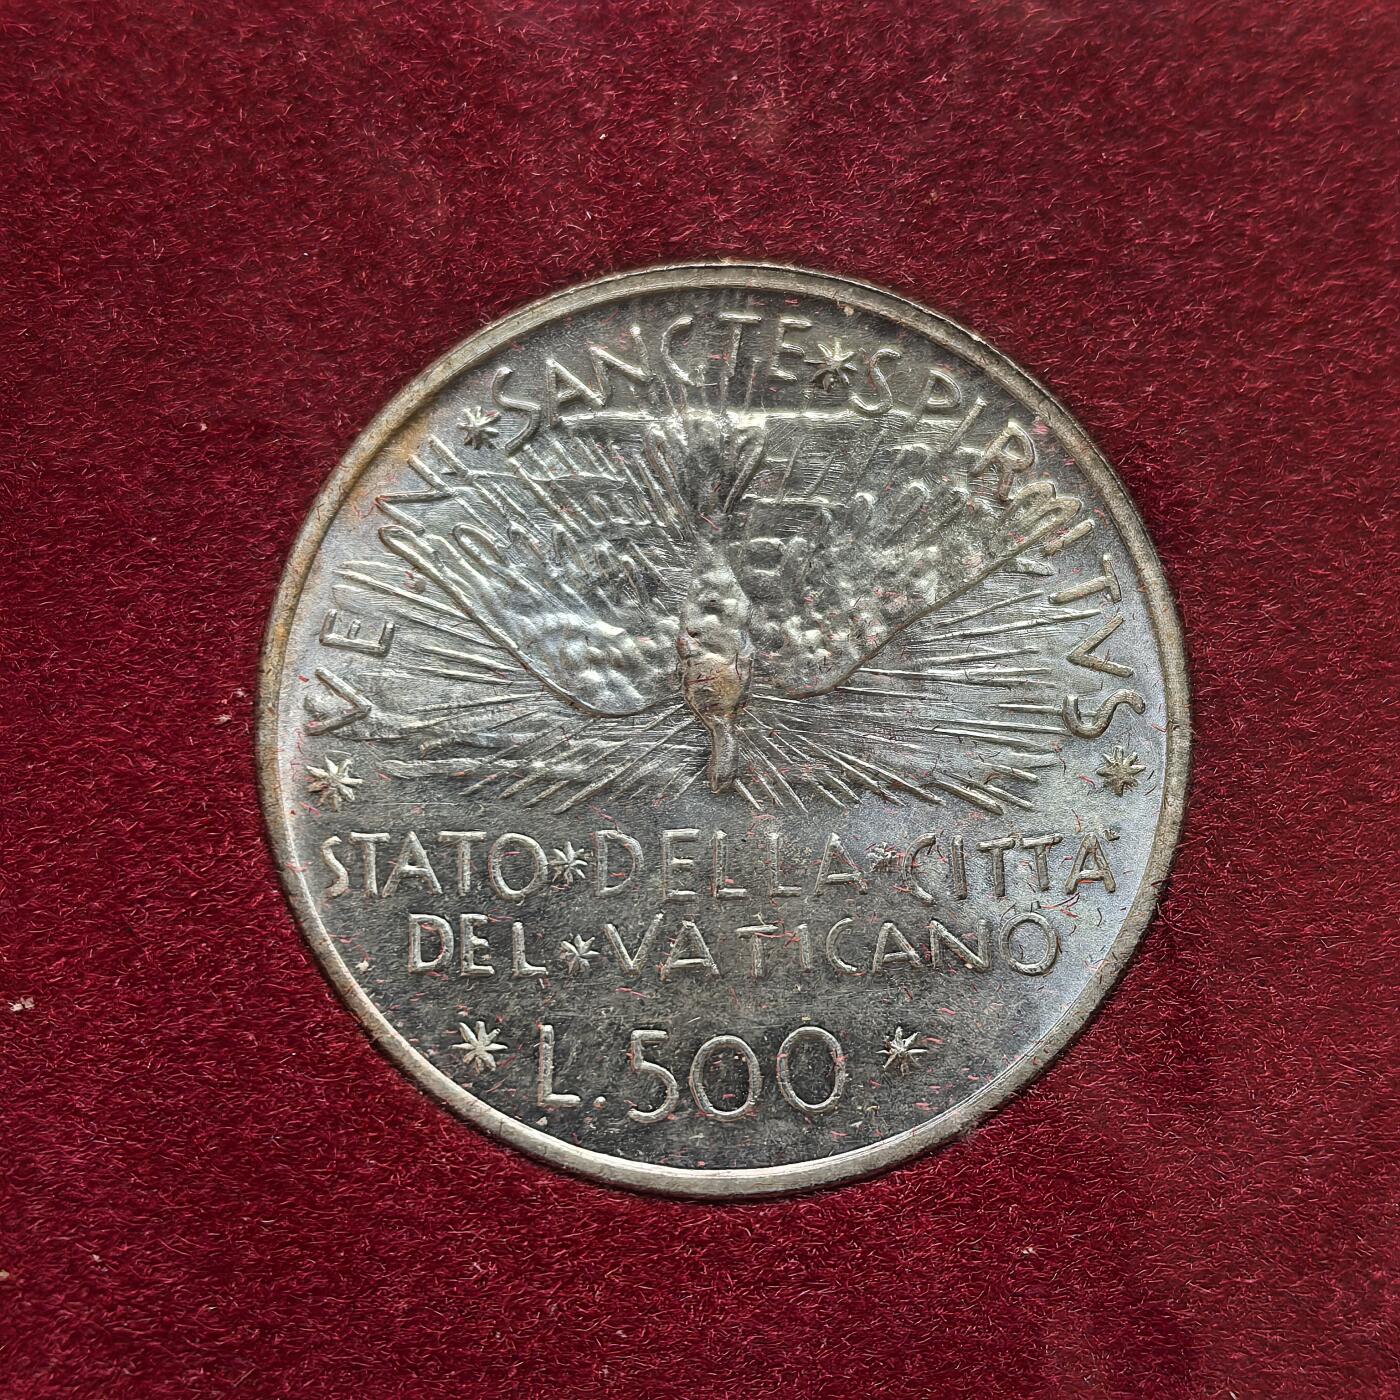 VENI * SANCTE * SPIRITVS
STATO * DELLA * CITTÀ
DEL * VATICANO
* L. 500 *